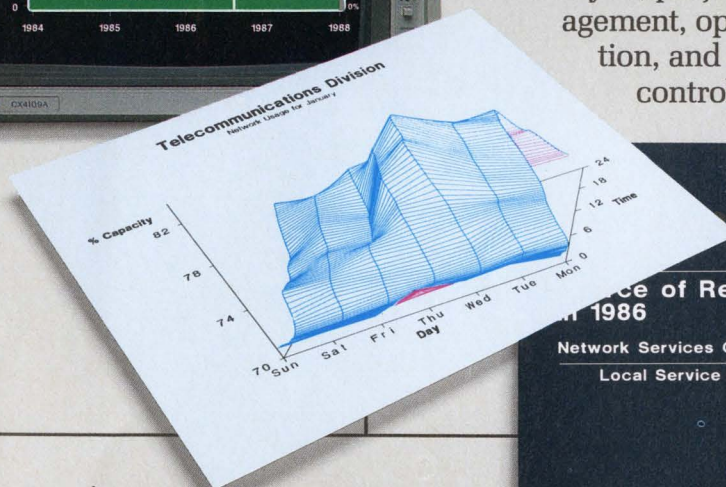 0
0%
1984 1985 1986 1987 1988
CX4109A
agement, op
tion, and
contro
Telecommunications Division
Network Usage for January
% Capacity
82
78
74
70
Sun Sat Fri Thu Wed Tue Mon
Day
0
6
12
18
24
Time
ce of Re
1986
Network Services
Local Service